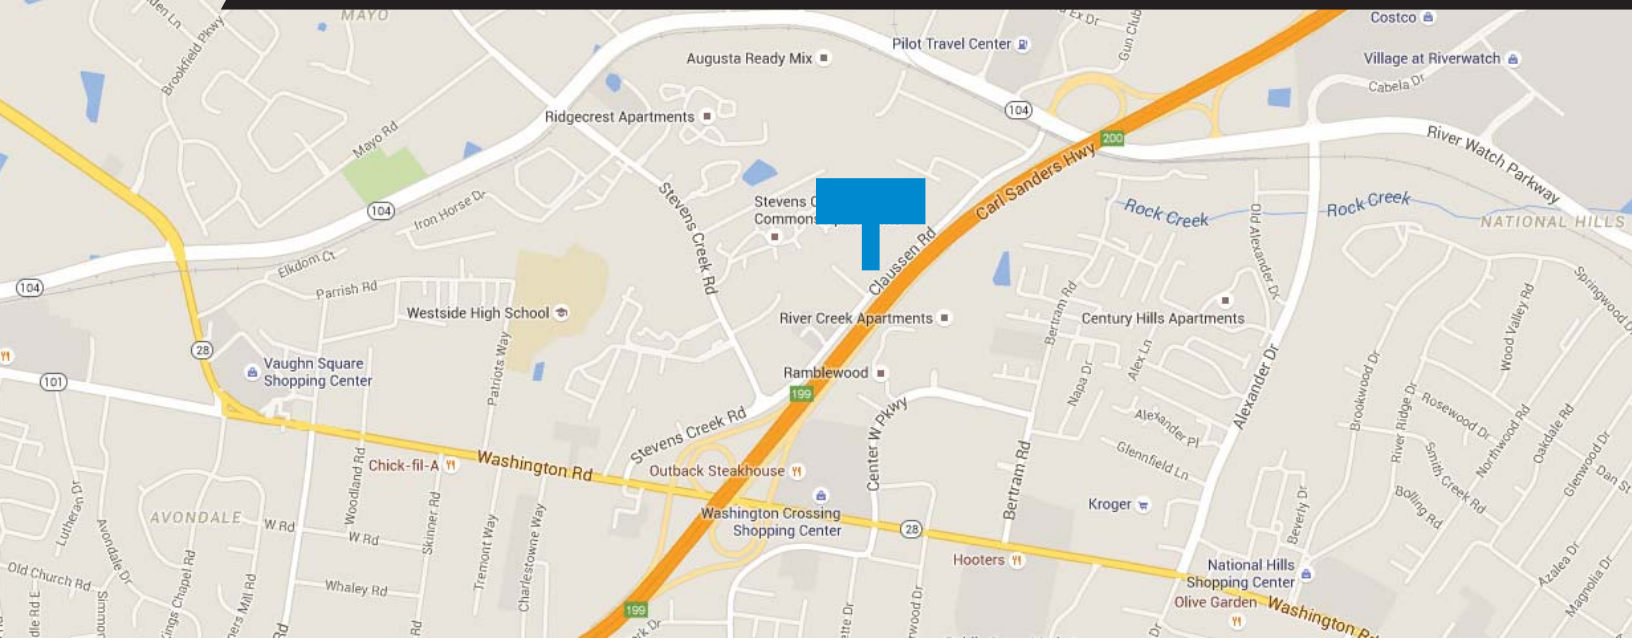 MAYO
Ex Dr
Gun Club
Costco
Brookfield Pkwy
Pilot Travel Center
Augusta Ready Mix
Village at Riverwatch
Cabela Dr
104
Ridgecrest Apartments
200
Mayo Rd
River Watch Parkway
Carl Sanders Hwy
Stevens C
Commons
104
Iron Horse Dr
Stevens Creek Rd
Rock Creek
Rock Creek
Old Alexander Dr
NATIONAL HILLS
Claussen Rd
Elkdom Ct
104
Parrish Rd
Westside High School
River Creek Apartments
Bertram Rd
Century Hills Apartments
Springwood D
Wood Valley Rd
28
Vaughn Square
Shopping Center
101
Patriots Way
Ramblewood
199
Napa Dr
Alex Ln
Alexander Dr
Brookwood Dr
River Ridge Dr
Rosewood Dr
Northwood Rd
Oakdale Rd
Glenwood Dr
Stevens Creek Rd
Center W Pkwy
Alexander Pl
Glennfield Ln
Chick-fil-A
Washington Rd
Outback Steakhouse
Bertram Rd
Smith Creek Rd
Dan St
Bolling Rd
Woodland Rd
Skinner Rd
Lutheran Dr
AVONDALE
Washington Crossing
Shopping Center
Kroger
Beverly Dr
W Rd
W Rd
Avondale Dr
Tremont Way
Charlestowne Way
28
Hooters
National Hills
Shopping Center
Azalea Dr
Magnolia Dr
Old Church Rd
Whaley Rd
Olive Garden
Washington Rd
199